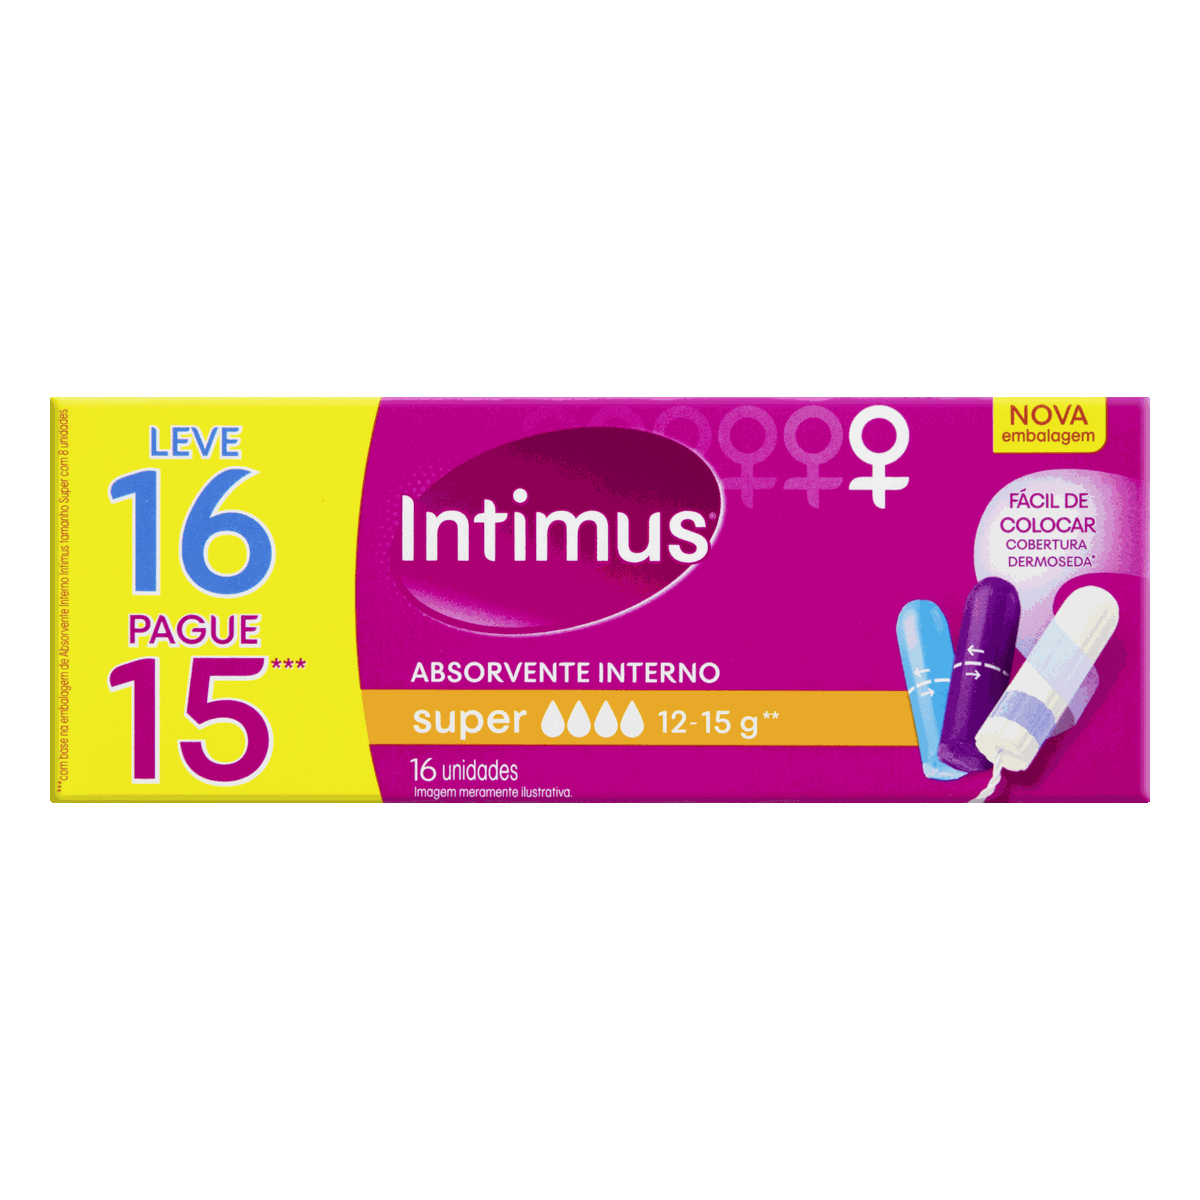 LEVE
16
PAGUE
15***
***com base na embalagem de Absorvente Interno Intimus tamanho Super com 8 unidades
Intimus®
ABSORVENTE INTERNO
super 12-15 g**
16 unidades
Imagem meramente ilustrativa.
NOVA
embalagem
FÁCIL DE
COLOCAR
COBERTURA
DERMOSEDA*